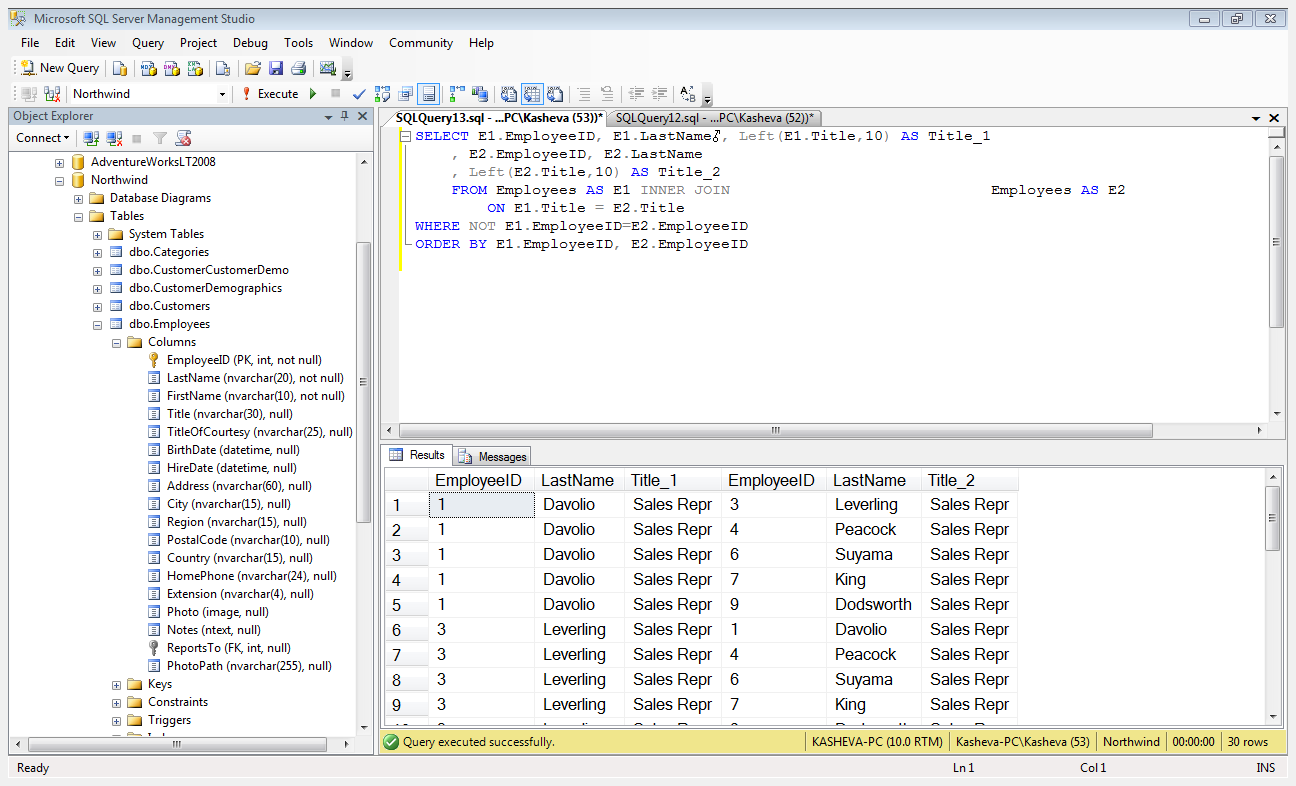 Microsoft SQL Server Management Studio
File Edit View Query Project Debug Tools Window Community Help
New Query
Northwind Execute
Object Explorer
Connect
AdventureWorksLT2008
Northwind
Database Diagrams
Tables
System Tables
dbo.Categories
dbo.CustomerCustomerDemo
dbo.CustomerDemographics
dbo.Customers
dbo.Employees
Columns
EmployeeID (PK, int, not null)
LastName (nvarchar(20), not null)
FirstName (nvarchar(10), not null)
Title (nvarchar(30), null)
TitleOfCourtesy (nvarchar(25), null)
BirthDate (datetime, null)
HireDate (datetime, null)
Address (nvarchar(60), null)
City (nvarchar(15), null)
Region (nvarchar(15), null)
PostalCode (nvarchar(10), null)
Country (nvarchar(15), null)
HomePhone (nvarchar(24), null)
Extension (nvarchar(4), null)
Photo (image, null)
Notes (ntext, null)
ReportsTo (FK, int, null)
PhotoPath (nvarchar(255), null)
Keys
Constraints
Triggers
SQLQuery13.sql - ...PC\Kasheva (53))* SQLQuery12.sql - ...PC\Kasheva (52))*
SELECT E1.EmployeeID, E1.LastName, Left(E1.Title,10) AS Title_1
, E2.EmployeeID, E2.LastName
, Left(E2.Title,10) AS Title_2
FROM Employees AS E1 INNER JOIN Employees AS E2
ON E1.Title = E2.Title
WHERE NOT E1.EmployeeID=E2.EmployeeID
ORDER BY E1.EmployeeID, E2.EmployeeID
Results Messages
EmployeeID LastName Title_1 EmployeeID LastName Title_2
1 1 Davolio Sales Repr 3 Leverling Sales Repr
2 1 Davolio Sales Repr 4 Peacock Sales Repr
3 1 Davolio Sales Repr 6 Suyama Sales Repr
4 1 Davolio Sales Repr 7 King Sales Repr
5 1 Davolio Sales Repr 9 Dodsworth Sales Repr
6 3 Leverling Sales Repr 1 Davolio Sales Repr
7 3 Leverling Sales Repr 4 Peacock Sales Repr
8 3 Leverling Sales Repr 6 Suyama Sales Repr
9 3 Leverling Sales Repr 7 King Sales Repr
Query executed successfully. KASHEVA-PC (10.0 RTM) Kasheva-PC\Kasheva (53) Northwind 00:00:00 30 rows
Ready Ln 1 Col 1 INS